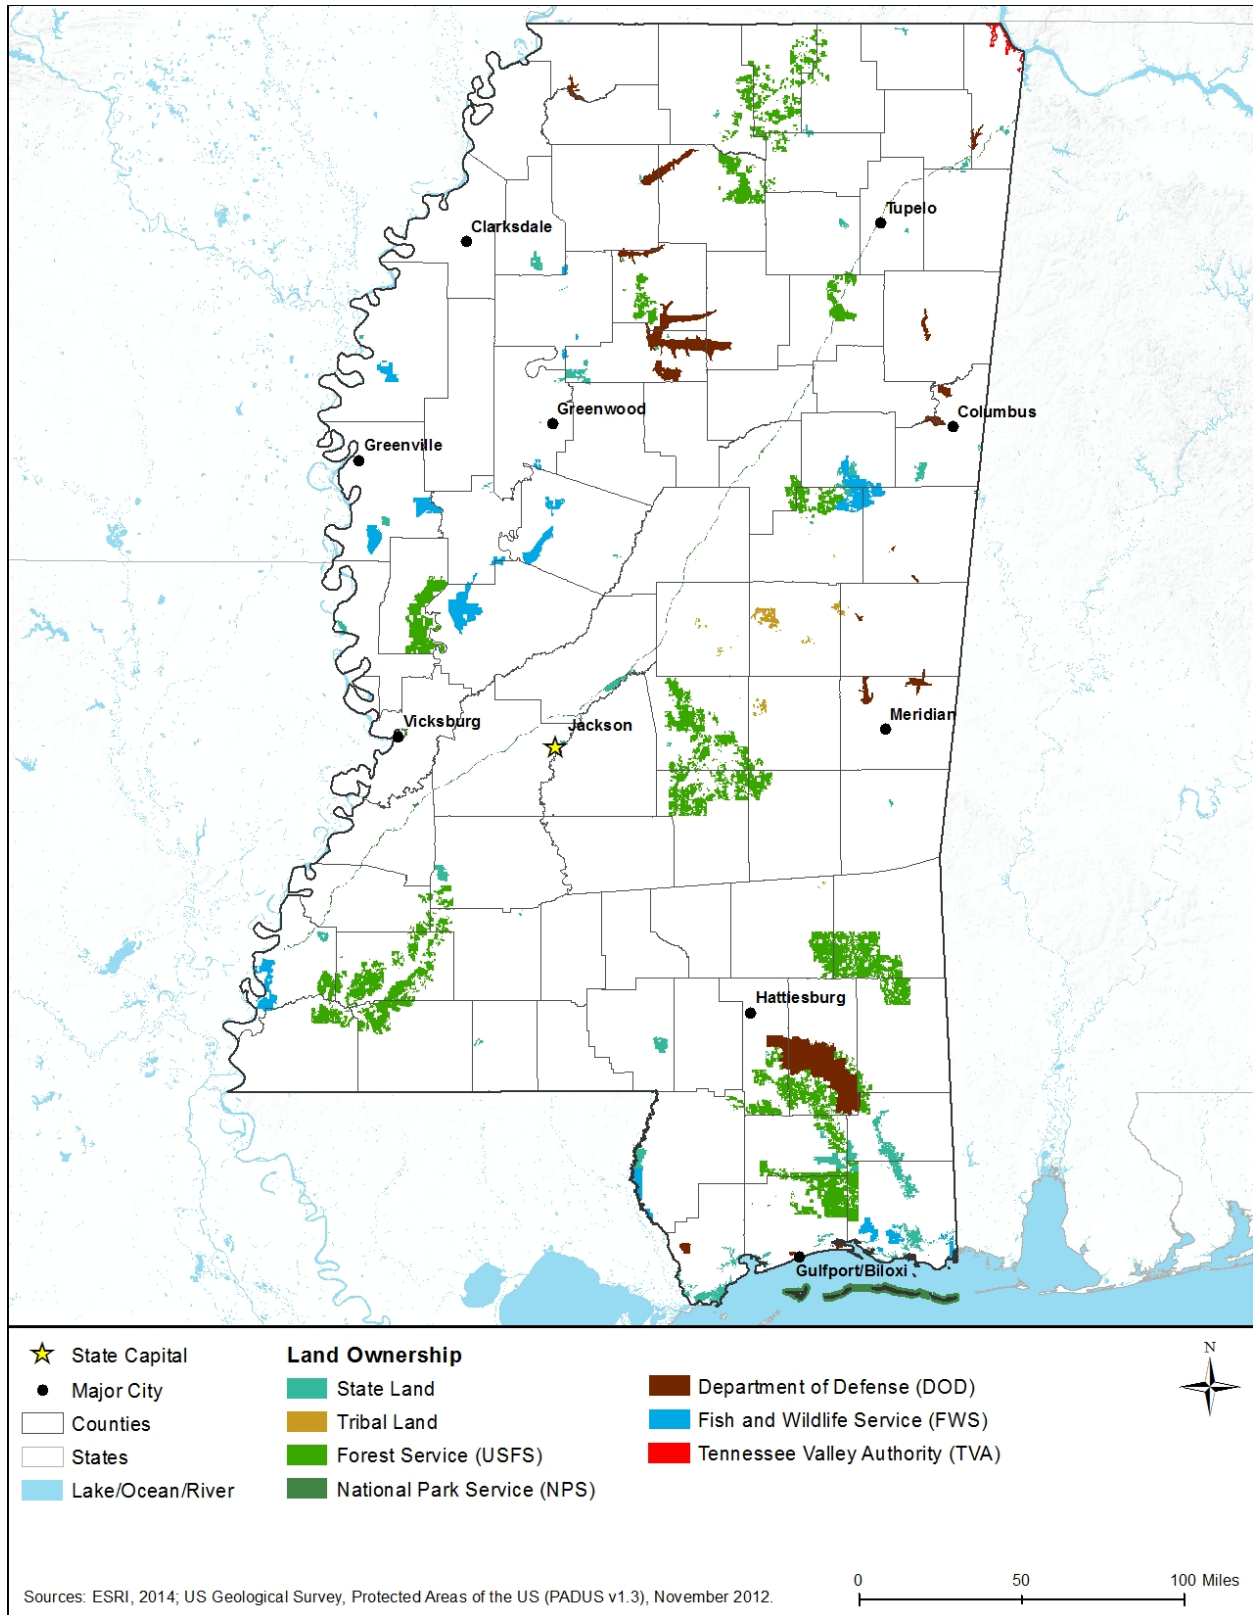 Tupelo
Clarksdale
Greenwood
Columbus
Greenville
Vicksburg
Jackson
Meridian
Hattiesburg
Gulfport/Biloxi
State Capital
Major City
Counties
States
Lake/Ocean/River
Land Ownership
State Land
Tribal Land
Forest Service (USFS)
National Park Service (NPS)
Department of Defense (DOD)
Fish and Wildlife Service (FWS)
Tennessee Valley Authority (TVA)
N
Sources: ESRI, 2014; US Geological Survey, Protected Areas of the US (PADUS v1.3), November 2012.
0 50 100 Miles